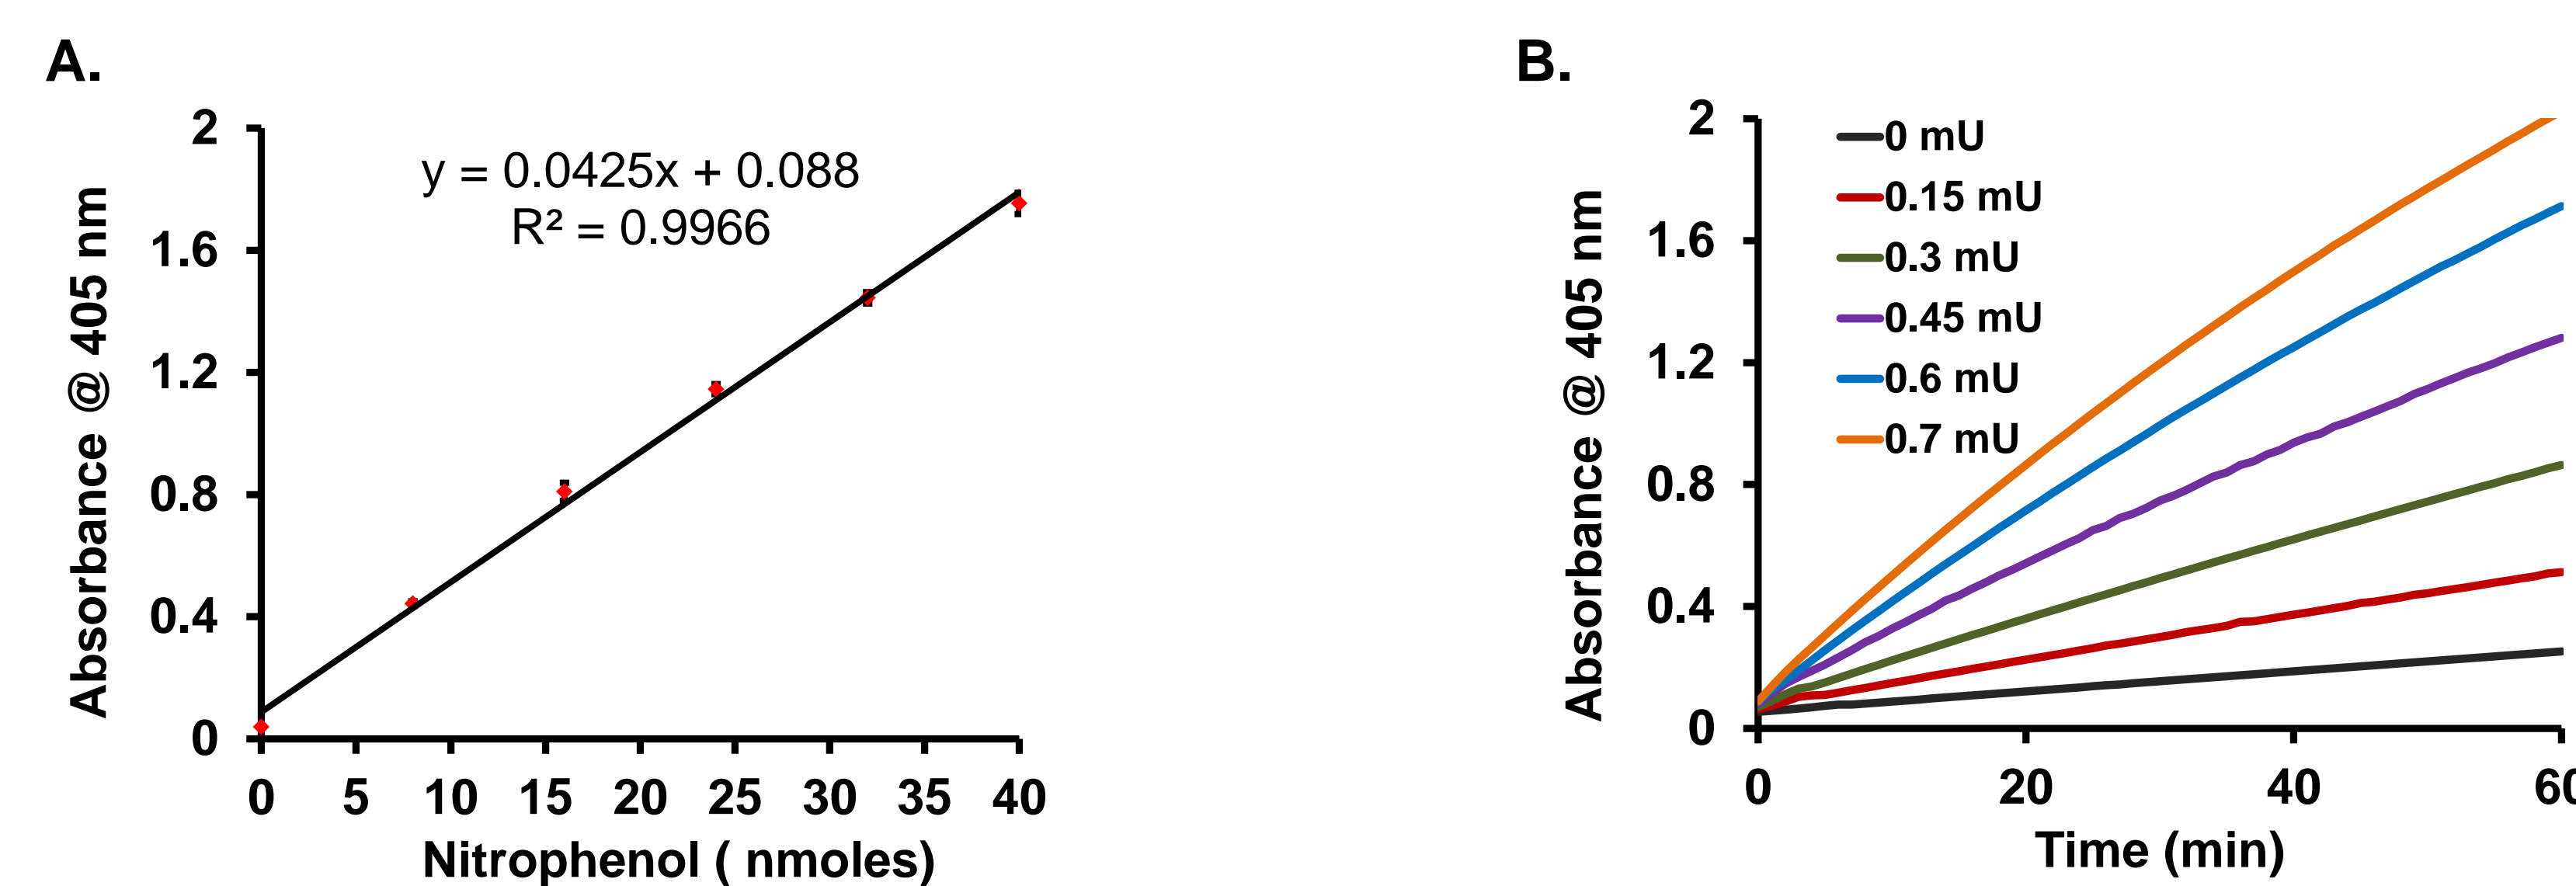 A.
Absorbance @ 405 nm
2
1.6
1.2
0.8
0.4
0
y = 0.0425x + 0.088
R² = 0.9966
0 5 10 15 20 25 30 35 40
Nitrophenol ( nmoles)
B.
Absorbance @ 405 nm
2
1.6
1.2
0.8
0.4
0
0 mU
0.15 mU
0.3 mU
0.45 mU
0.6 mU
0.7 mU
0 20 40 60
Time (min)